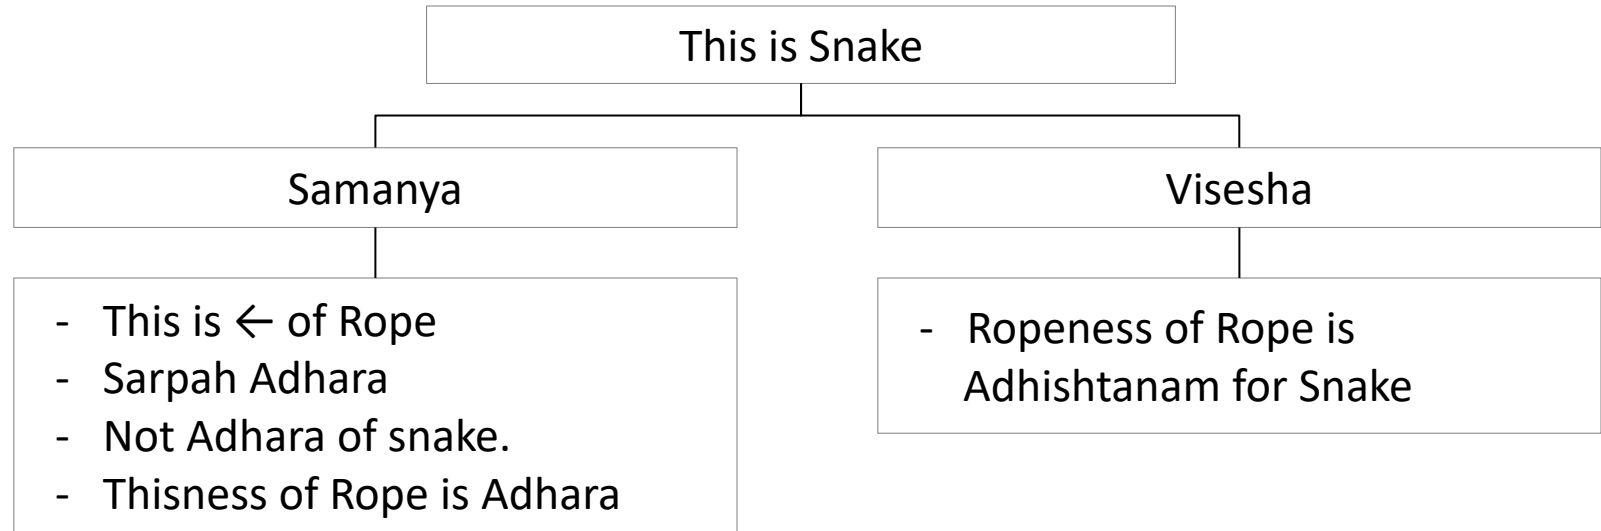 This is Snake
Samanya
Visesha
- This is ← of Rope
- Sarpah Adhara
- Not Adhara of snake.
- Thisness of Rope is Adhara
- Ropeness of Rope is
Adhishtanam for Snake